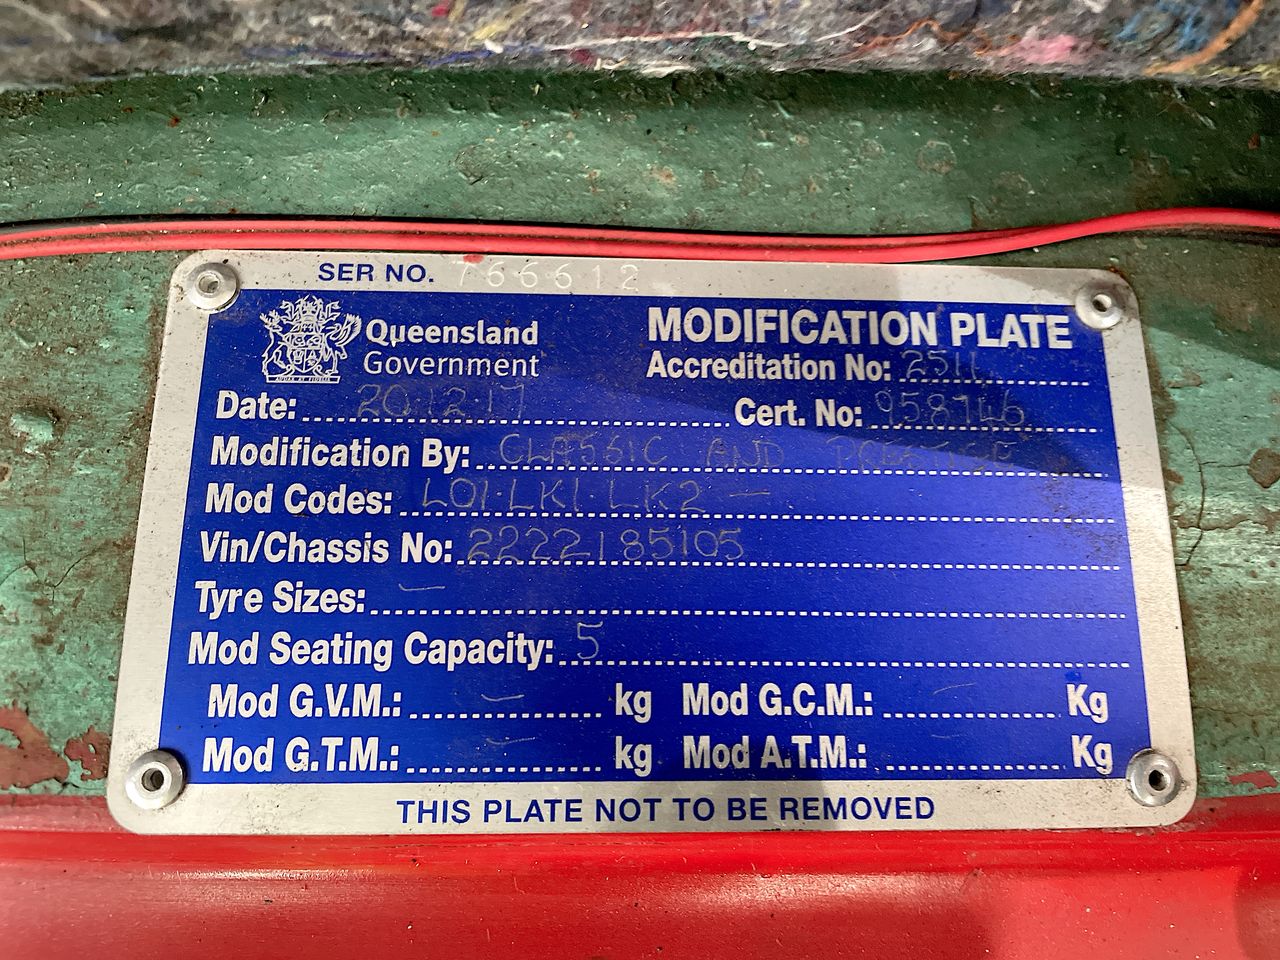 SER NO. 766612
Queensland
Government
MODIFICATION PLATE
Accreditation No: 2511
Date: 20.12.17 Cert. No: 958746
Modification By: CLASSIC AND PRESTIGE
Mod Codes: LO1.LK1.LK2 —
Vin/Chassis No: 2222185105
Tyre Sizes: —
Mod Seating Capacity: 5
Mod G.V.M.: — kg Mod G.C.M.: — Kg
Mod G.T.M.: — kg Mod A.T.M.: — Kg
THIS PLATE NOT TO BE REMOVED